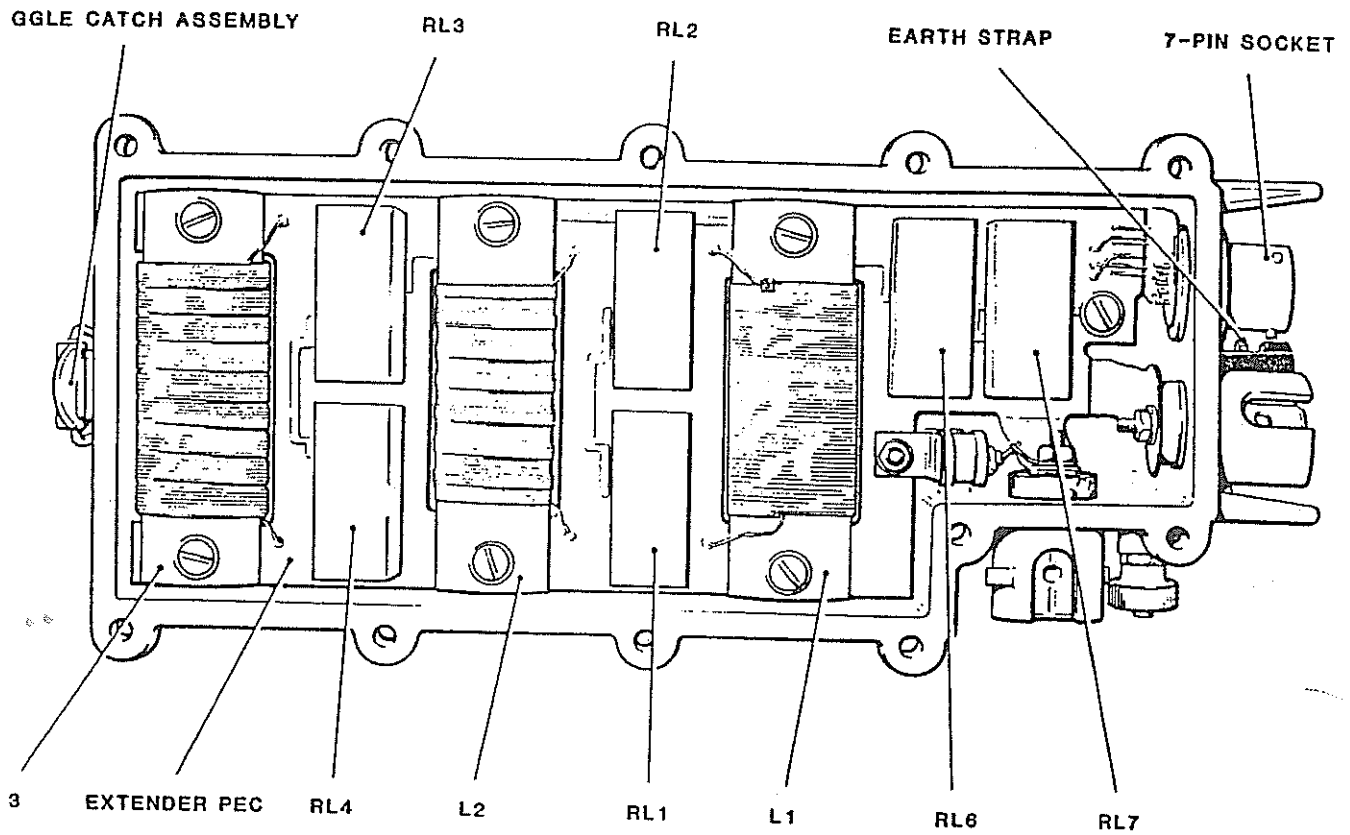 GGLE CATCH ASSEMBLY
RL3
RL2
EARTH STRAP
7-PIN SOCKET
3
EXTENDER PEC
RL4
L2
RL1
L1
RL6
RL7